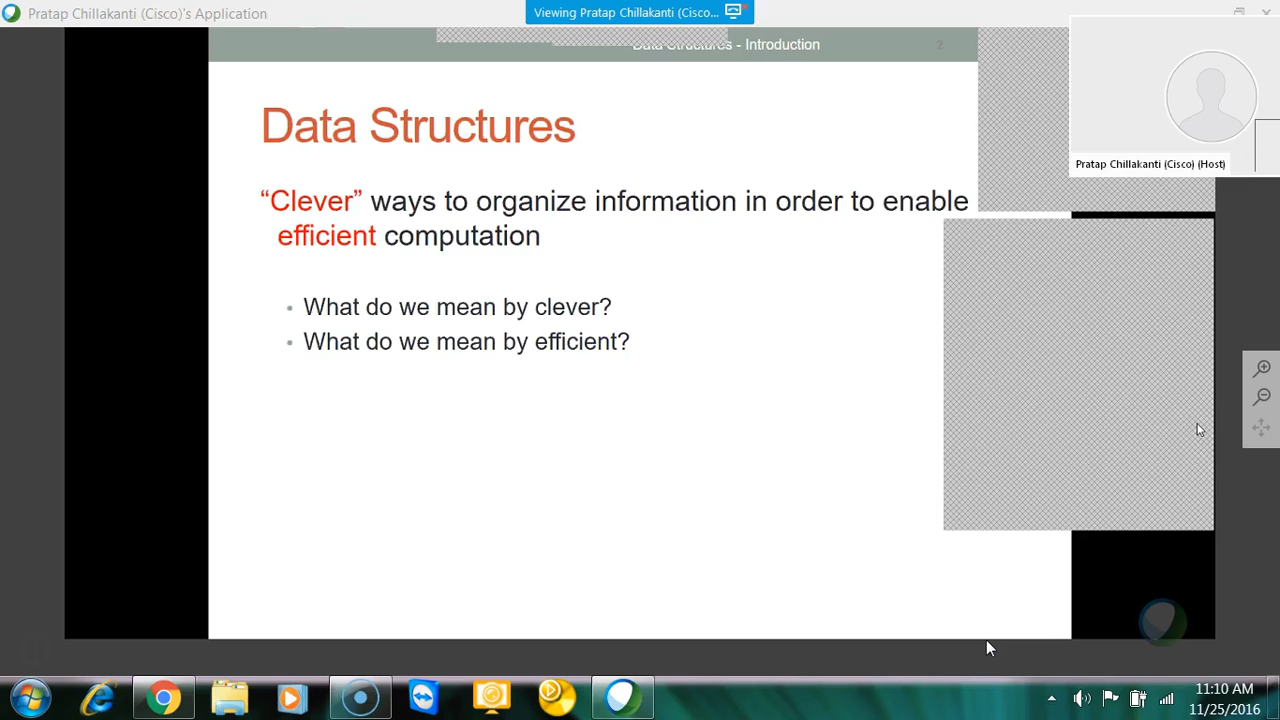 Pratap Chillakanti (Cisco)'s Application
Viewing Pratap Chillakanti (Cisco...
Data Structures - Introduction
2
Pratap Chillakanti (Cisco) (Host)
Data Structures
“Clever” ways to organize information in order to enable
efficient computation
• What do we mean by clever?
• What do we mean by efficient?
11:10 AM
11/25/2016